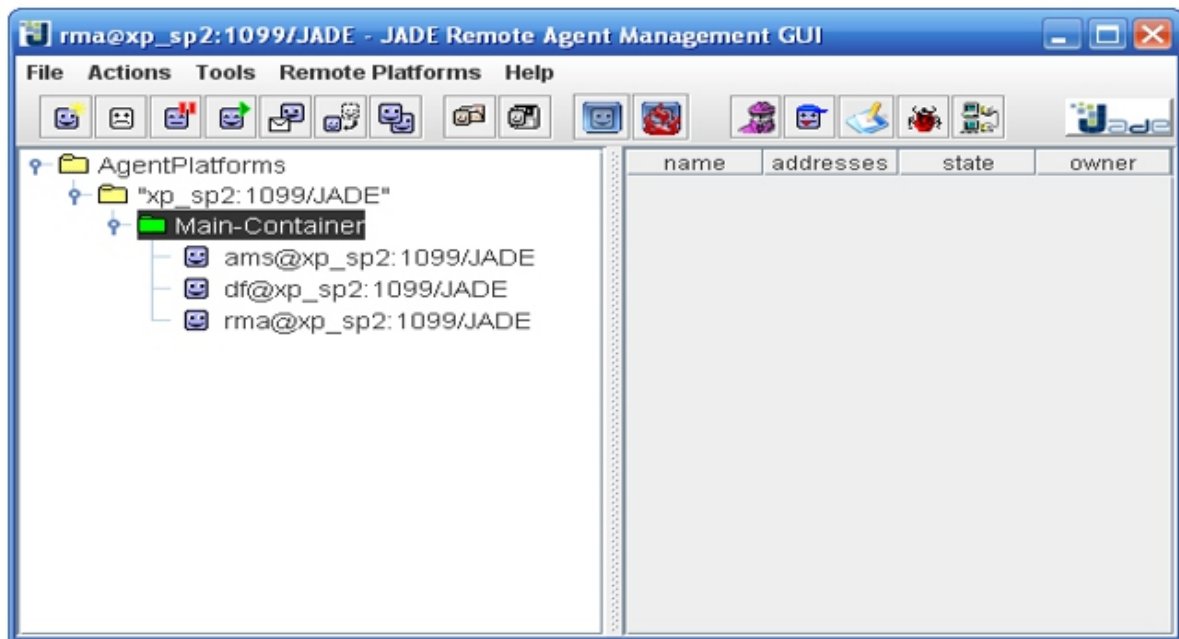 rma@xp_sp2:1099/JADE - JADE Remote Agent Management GUI
File Actions Tools Remote Platforms Help
Jade
AgentPlatforms
"xp_sp2:1099/JADE"
Main-Container
ams@xp_sp2:1099/JADE
df@xp_sp2:1099/JADE
rma@xp_sp2:1099/JADE
name addresses state owner